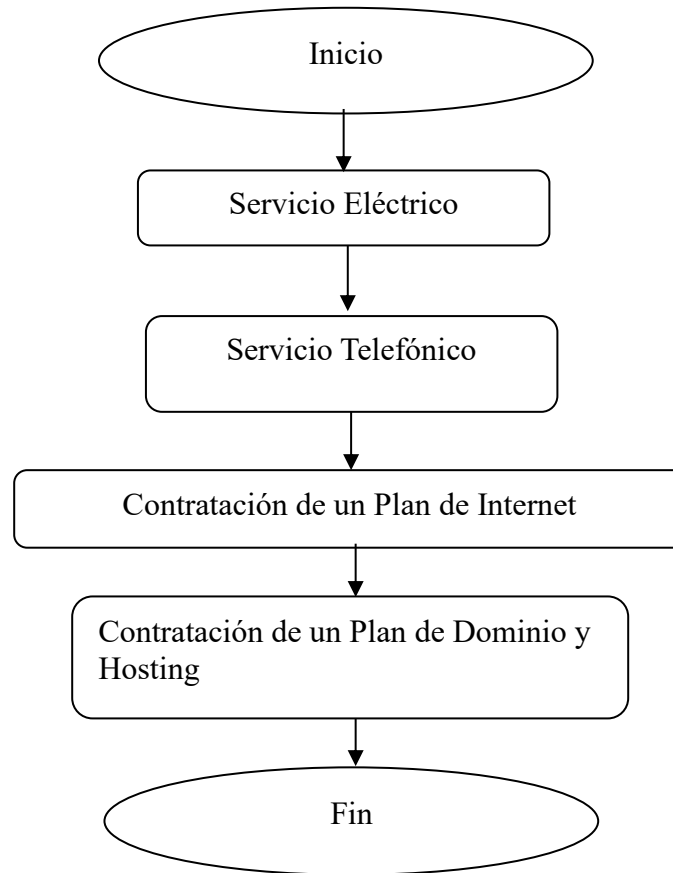 Inicio
Servicio Eléctrico
Servicio Telefónico
Contratación de un Plan de Internet
Contratación de un Plan de Dominio y
Hosting
Fin